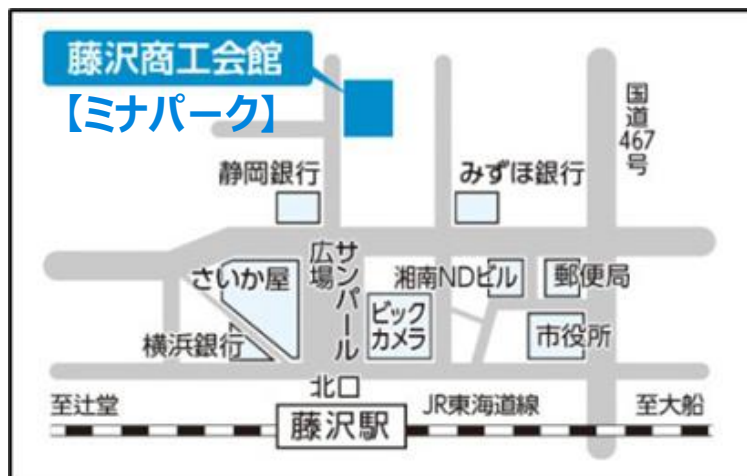 藤沢商工会館
【ミナパーク】
国道467号
静岡銀行
みずほ銀行
サンパール
広場
さいか屋
湘南NDビル
郵便局
ビック
カメラ
横浜銀行
市役所
北口
至辻堂
JR東海道線
至大船
藤沢駅